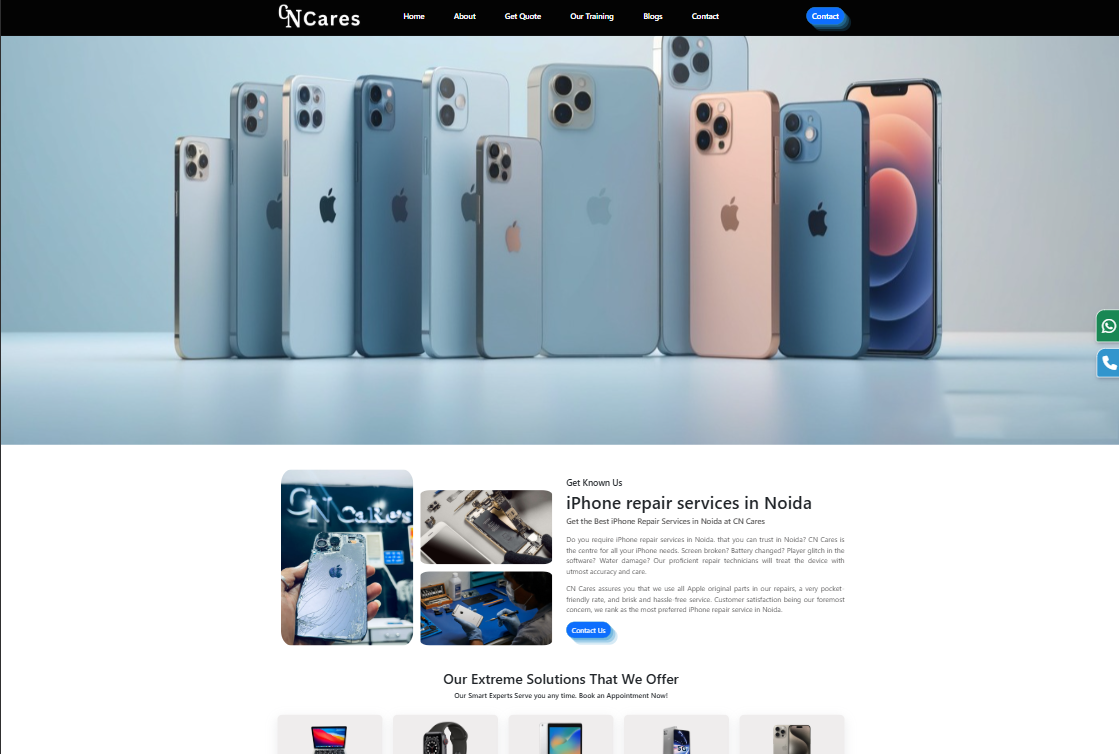 CN Cares
Home
About
Get Quote
Our Training
Blogs
Contact
Contact
CN Care's
Get Known Us
iPhone repair services in Noida
Get the Best iPhone Repair Services in Noida at CN Cares
Do you require iPhone repair services in Noida. that you can trust in Noida? CN Cares is
the centre for all your iPhone needs. Screen broken? Battery changed? Player glitch in the
software? Water damage? Our proficient repair technicians will treat the device with
utmost accuracy and care.
CN Cares assures you that we use all Apple original parts in our repairs, a very pocket-
friendly rate, and brisk and hassle free service. Customer satisfaction being our foremost
concern, we rank as the most preferred iPhone repair service in Noida.
Contact Us
Our Extreme Solutions That We Offer
Our Smart Experts Serve you any time. Book an Appointment Now!
5G